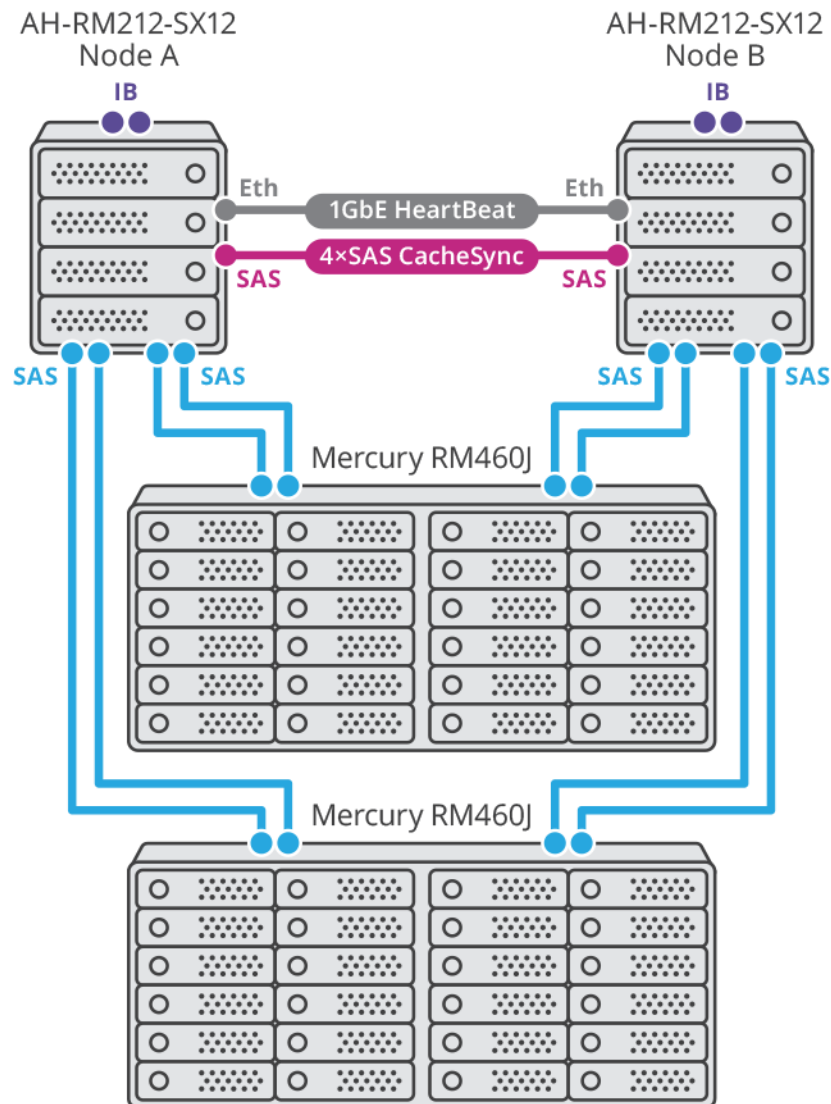 AH-RM212-SX12
Node A
AH-RM212-SX12
Node B
IB
IB
Eth
1GbE HeartBeat
Eth
SAS
4×SAS CacheSync
SAS
SAS
SAS
SAS
SAS
Mercury RM460J
Mercury RM460J